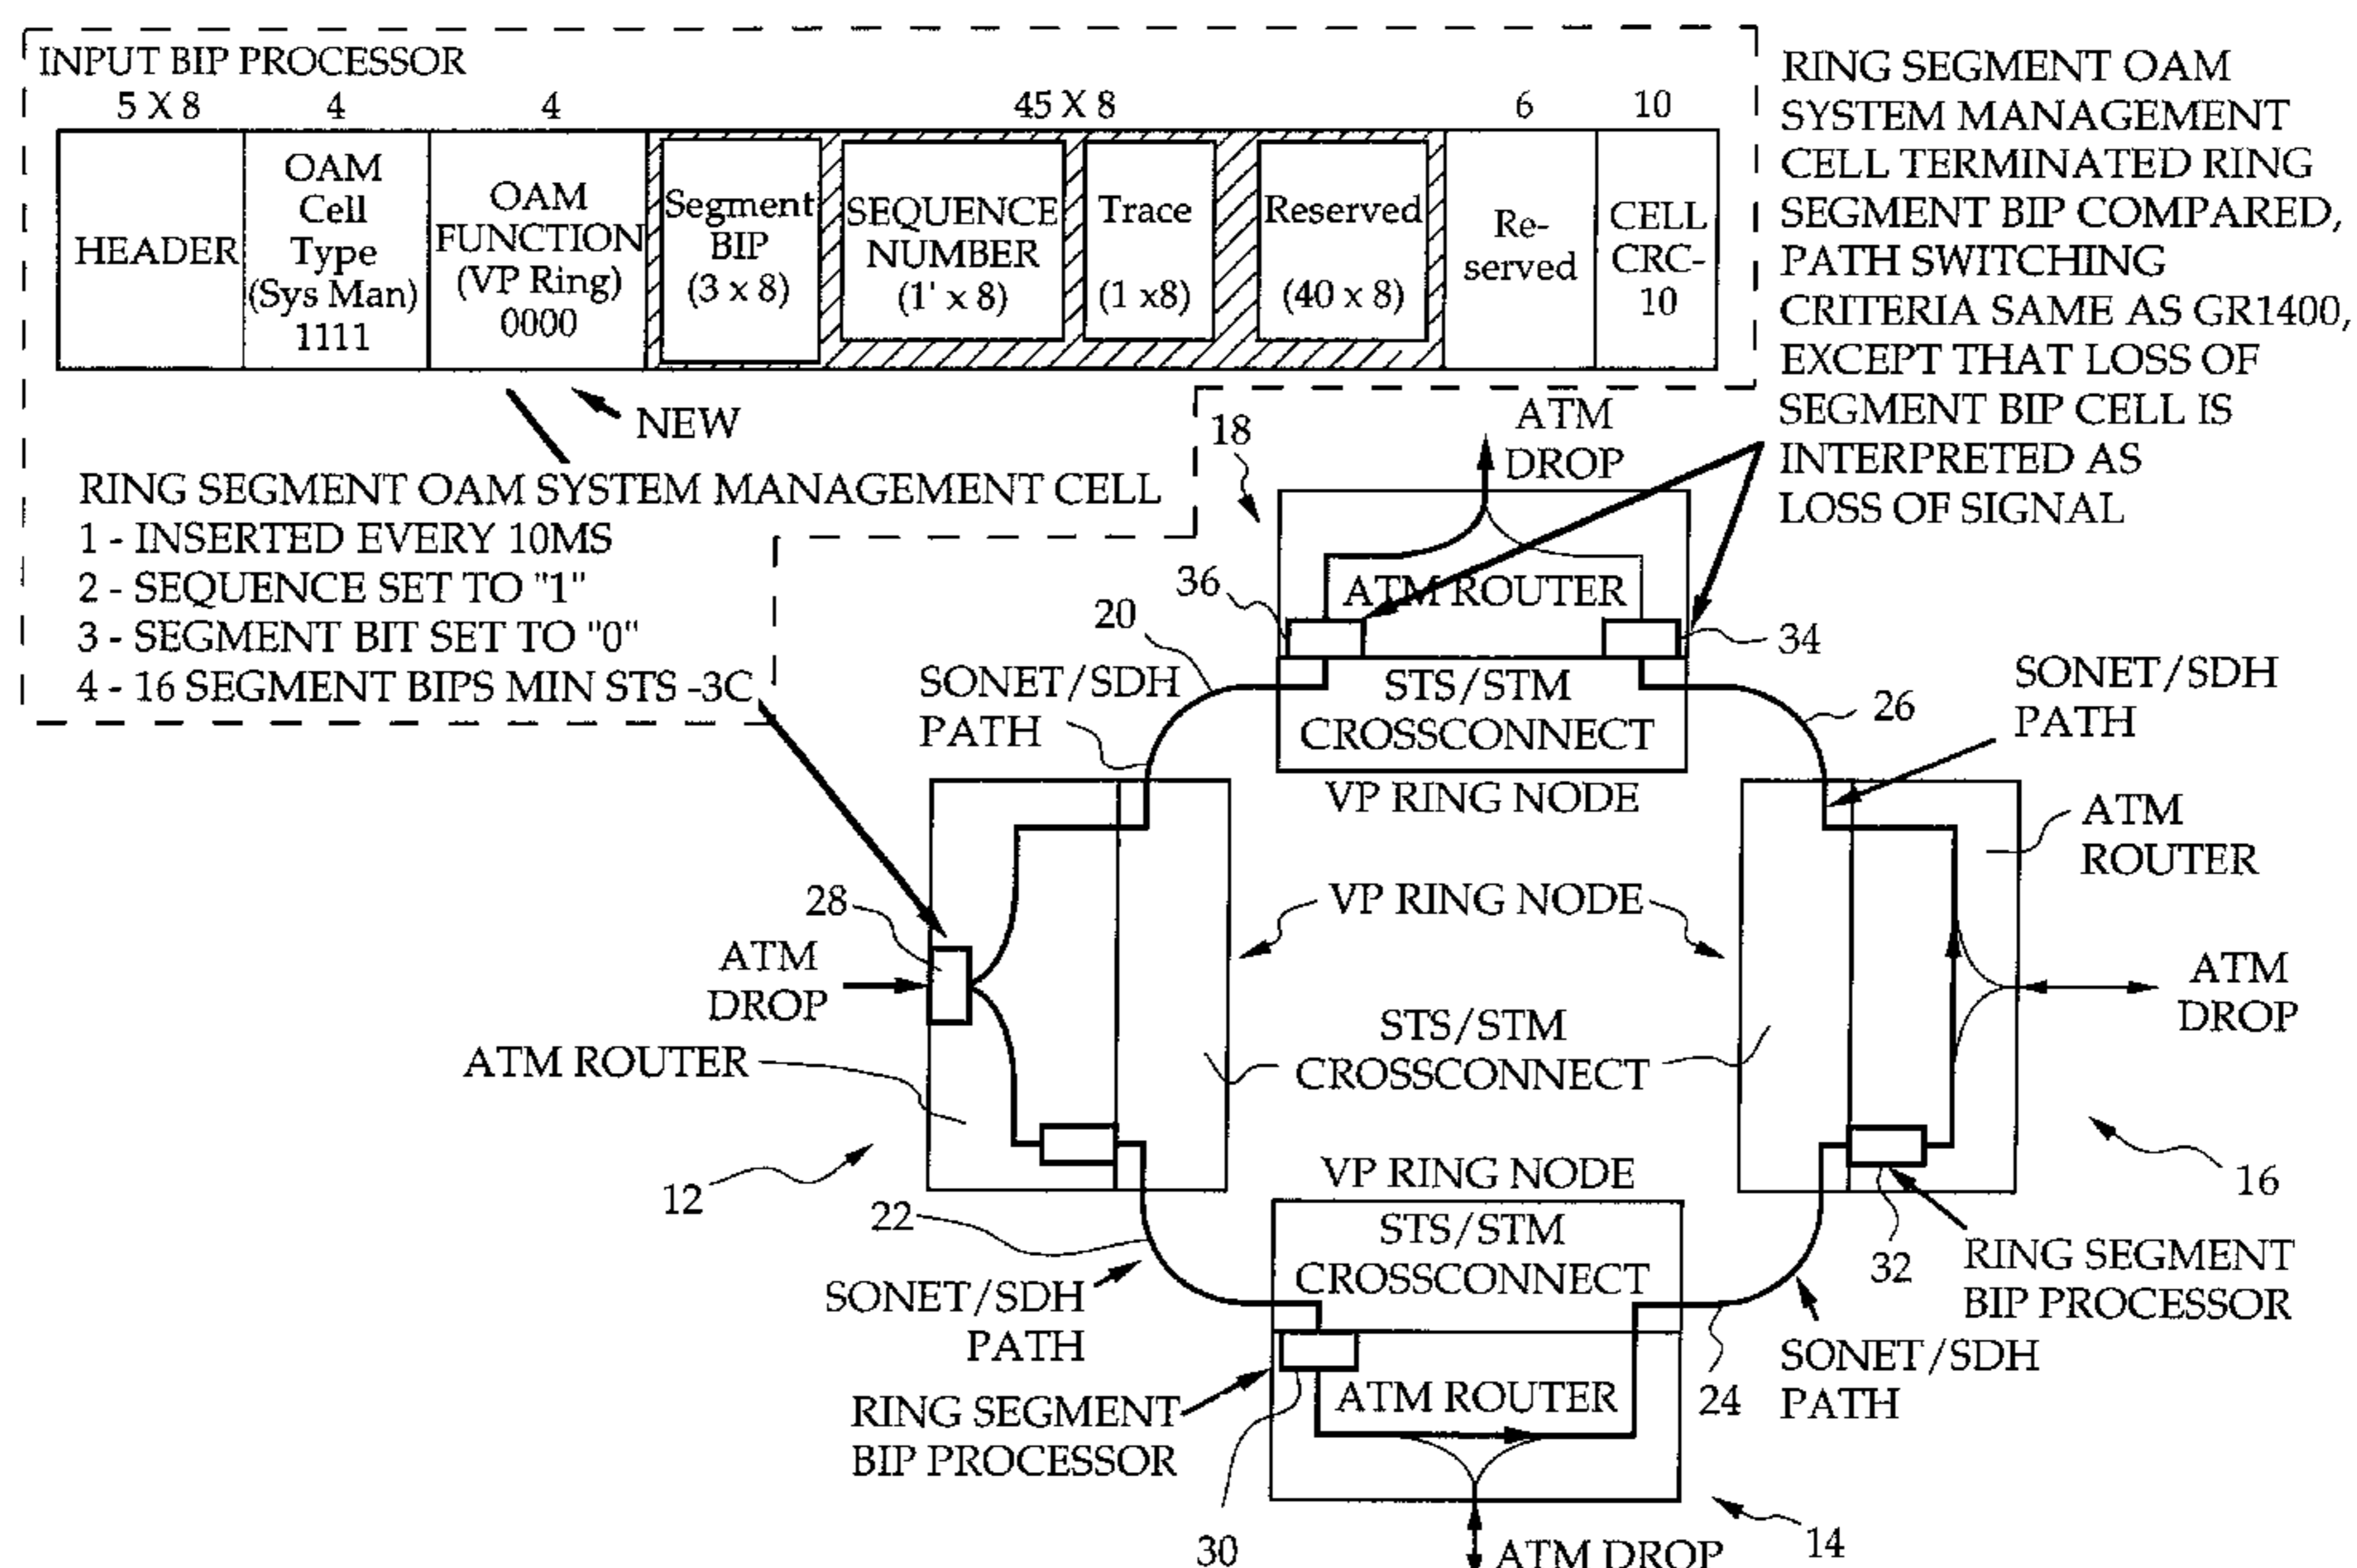 INPUT BIP PROCESSOR
5 X 8
4
4
45 X 8
6
10
HEADER
OAM
Cell
Type
(Sys Man)
1111
OAM
FUNCTION
(VP Ring)
0000
Segment
BIP
(3 x 8)
SEQUENCE
NUMBER
(1' x 8)
Trace
(1 x8)
Reserved
(40 x 8)
Re-
served
CELL
CRC-
10
NEW
RING SEGMENT OAM SYSTEM MANAGEMENT CELL
1 - INSERTED EVERY 10MS
2 - SEQUENCE SET TO "1"
3 - SEGMENT BIT SET TO "0"
4 - 16 SEGMENT BIPS MIN STS -3C
RING SEGMENT OAM
SYSTEM MANAGEMENT
CELL TERMINATED RING
SEGMENT BIP COMPARED,
PATH SWITCHING
CRITERIA SAME AS GR1400,
EXCEPT THAT LOSS OF
SEGMENT BIP CELL IS
INTERPRETED AS
LOSS OF SIGNAL
18
ATM
DROP
36
ATM ROUTER
34
20
SONET/SDH
PATH
STS/STM
CROSSCONNECT
26
SONET/SDH
PATH
VP RING NODE
ATM
ROUTER
28
VP RING NODE
ATM
DROP
ATM
DROP
STS/STM
CROSSCONNECT
ATM ROUTER
12
VP RING NODE
16
22
STS/STM
CROSSCONNECT
32
RING SEGMENT
BIP PROCESSOR
SONET/SDH
PATH
SONET/SDH
PATH
24
RING SEGMENT
BIP PROCESSOR
ATM ROUTER
30
ATM DROP
14